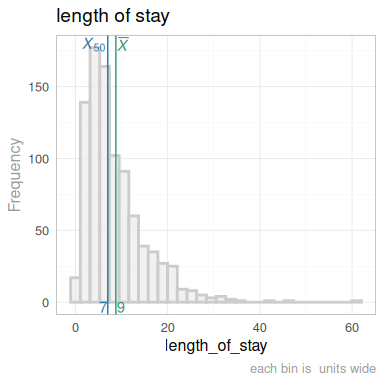 length of stay
X50 X̅
150
100
50
0
Frequency
7 9
0 20 40 60
length_of_stay
each bin is  units wide